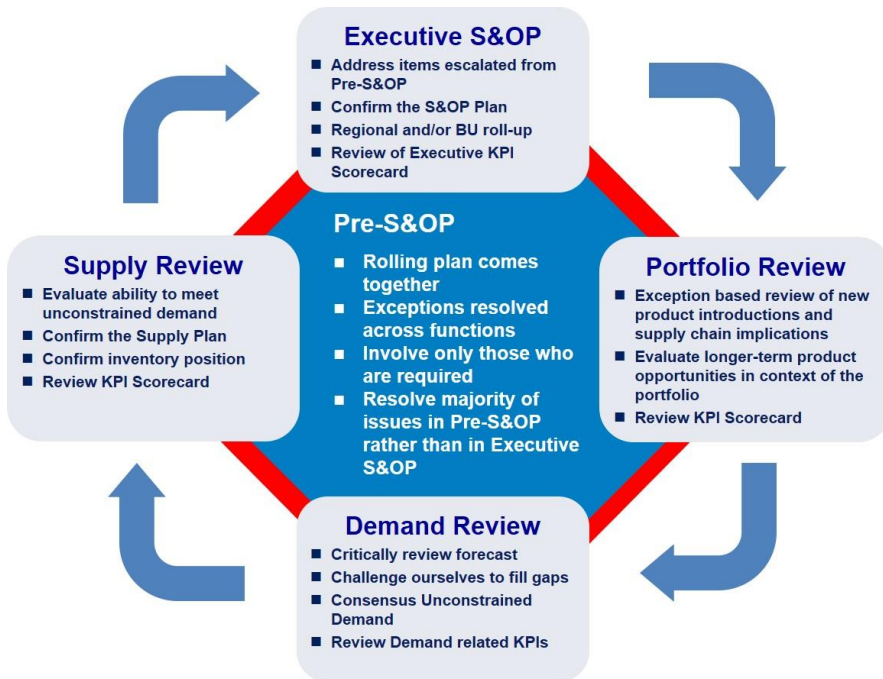 Executive S&OP
■ Address items escalated from
Pre-S&OP
■ Confirm the S&OP Plan
■ Regional and/or BU roll-up
■ Review of Executive KPI
Scorecard
Pre-S&OP
■ Rolling plan comes
together
■ Exceptions resolved
across functions
■ Involve only those who
are required
■ Resolve majority of
issues in Pre-S&OP
rather than in Executive
S&OP
Supply Review
■ Evaluate ability to meet
unconstrained demand
■ Confirm the Supply Plan
■ Confirm inventory position
■ Review KPI Scorecard
Portfolio Review
■ Exception based review of new
product introductions and
supply chain implications
■ Evaluate longer-term product
opportunities in context of the
portfolio
■ Review KPI Scorecard
Demand Review
■ Critically review forecast
■ Challenge ourselves to fill gaps
■ Consensus Unconstrained
Demand
■ Review Demand related KPIs